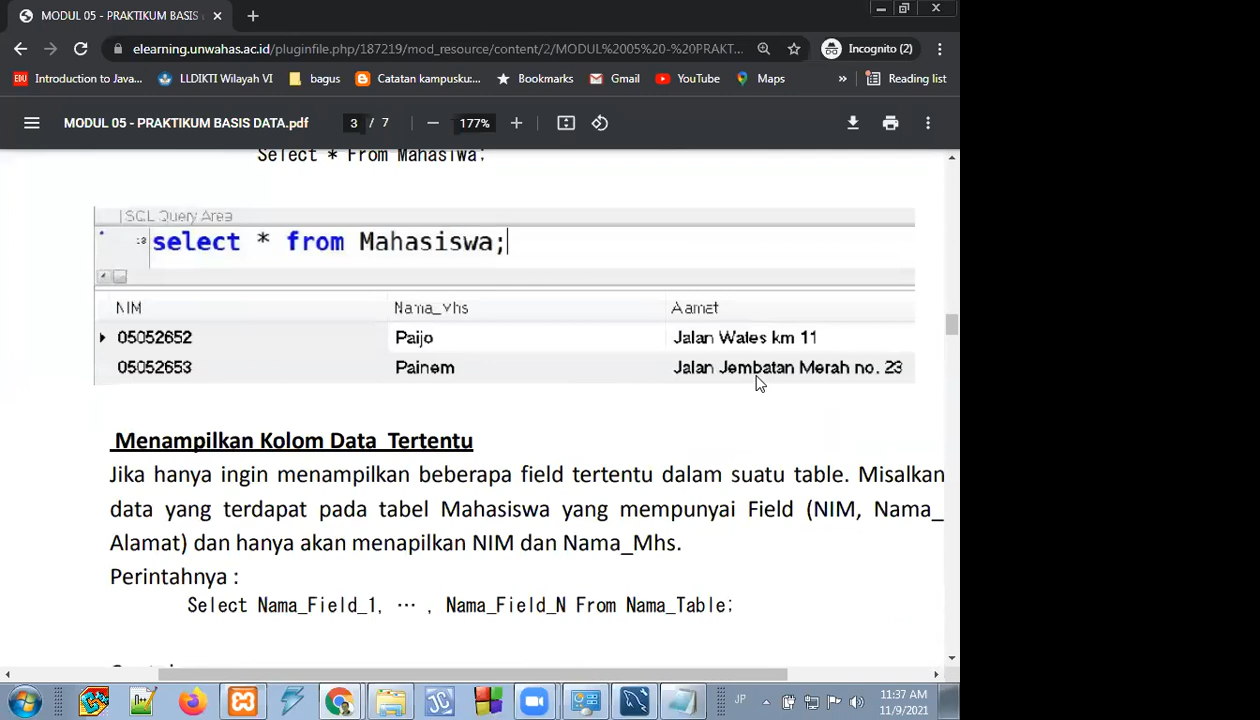 MODUL 05 - PRAKTIKUM BASIS
elearning.unwahas.ac.id/pluginfile.php/187219/mod_resource/content/2/MODUL%2005%20-%20PRAKT...
Incognito (2)
Introduction to Java...
LLDIKTI Wilayah VI
bagus
Catatan kampusku:...
Bookmarks
Gmail
YouTube
Maps
»
Reading list
MODUL 05 - PRAKTIKUM BASIS DATA.pdf
3 / 7
177%
Select * From Mahasiwa;
SQL Query Area
select * from Mahasiswa;
NIM Nama_Mhs Alamat
05052652 Paijo Jalan Wates km 11
05052653 Painem Jalan Jembatan Merah no. 23
Menampilkan Kolom Data Tertentu
Jika hanya ingin menampilkan beberapa field tertentu dalam suatu table. Misalkan
data yang terdapat pada tabel Mahasiswa yang mempunyai Field (NIM, Nama_
Alamat) dan hanya akan menapilkan NIM dan Nama_Mhs.
Perintahnya :
Select Nama_Field_1, ··· , Nama_Field_N From Nama_Table;
JP
11:37 AM
11/9/2021